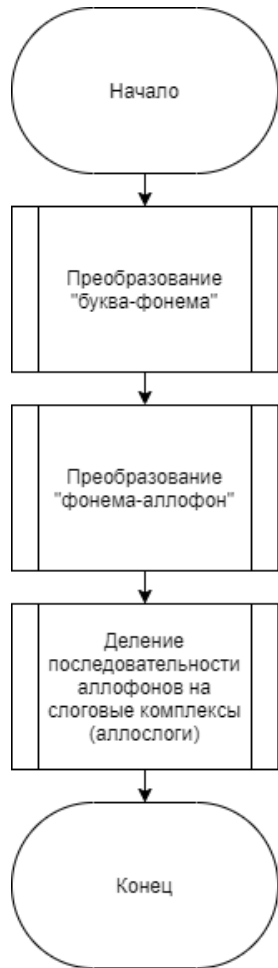 Начало
Преобразование
"буква-фонема"
Преобразование
"фонема-аллофон"
Деление
последовательности
аллофонов на
слоговые комплексы
(аллослоги)
Конец